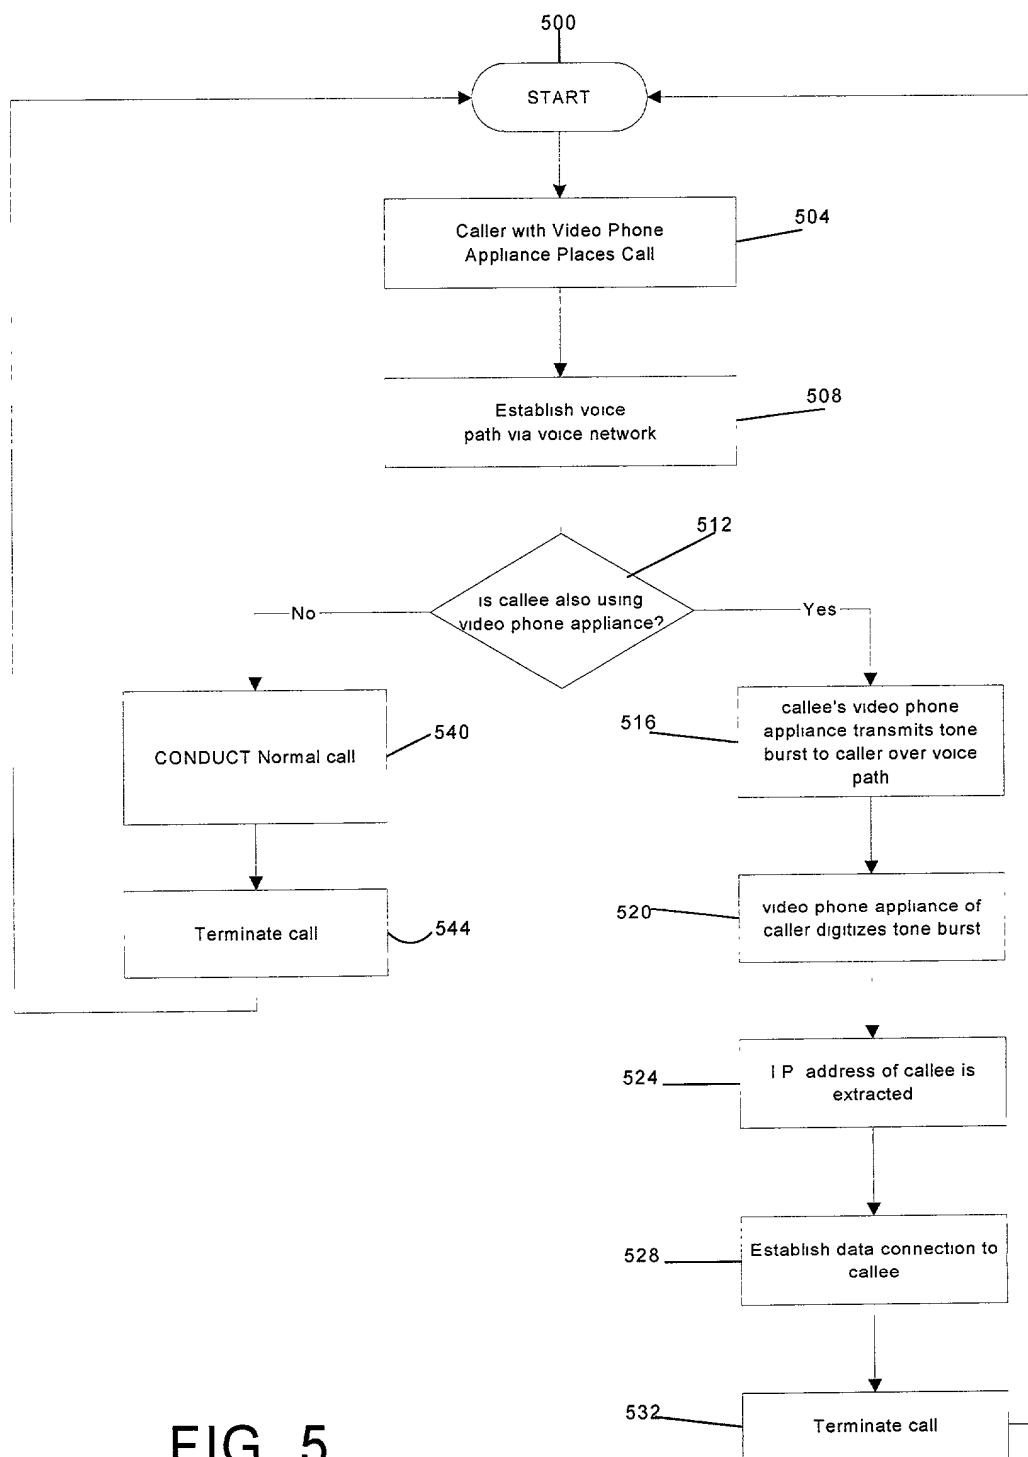 500
START
Caller with Video Phone
Appliance Places Call
504
Establish voice
path via voice network
508
512
is callee also using
video phone appliance?
No
Yes
CONDUCT Normal call
540
516
callee's video phone
appliance transmits tone
burst to caller over voice
path
Terminate call
544
520
video phone appliance of
caller digitizes tone burst
524
I P address of callee is
extracted
528
Establish data connection to
callee
532
Terminate call
FIG. 5